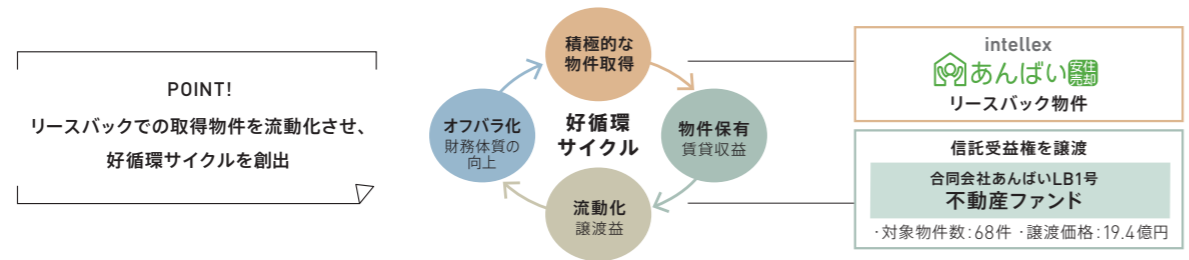 POINT!
リースバックでの取得物件を流動化させ、
好循環サイクルを創出
積極的な
物件取得
オフバラ化
財務体質の
向上
好循環
サイクル
物件保有
賃貸収益
流動化
譲渡益
intellex
あんばい 安住売却
リースバック物件
信託受益権を譲渡
合同会社あんばいLB1号
不動産ファンド
・対象物件数:68件 ・譲渡価格:19.4億円